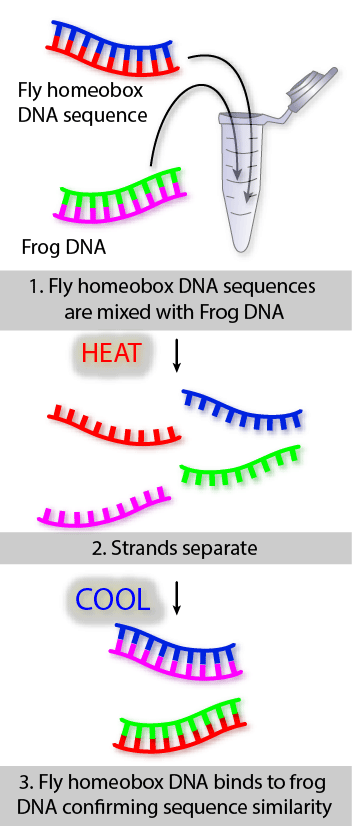 Fly homeobox
DNA sequence
Frog DNA
1. Fly homeobox DNA sequences
are mixed with Frog DNA
HEAT
2. Strands separate
COOL
3. Fly homeobox DNA binds to frog
DNA confirming sequence similarity